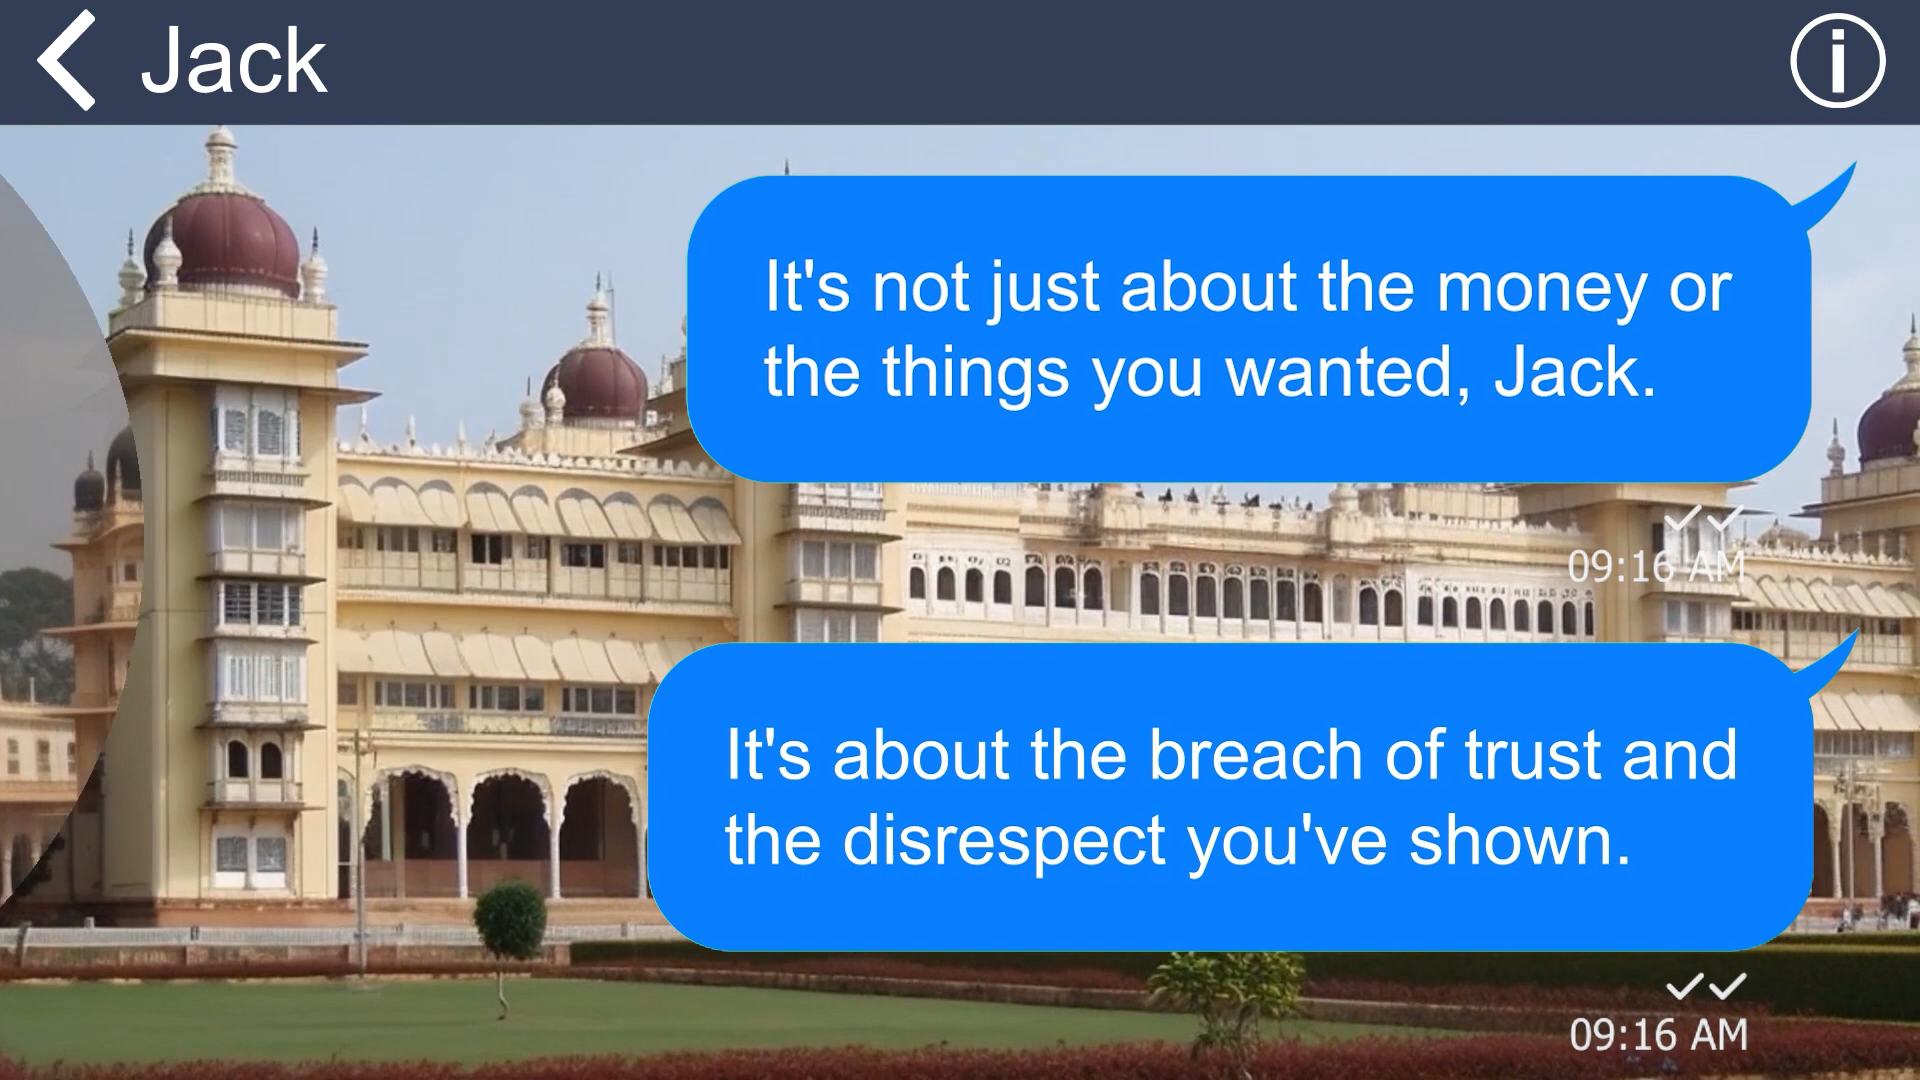 Jack
It's not just about the money or
the things you wanted, Jack.
09:16 AM
It's about the breach of trust and
the disrespect you've shown.
09:16 AM